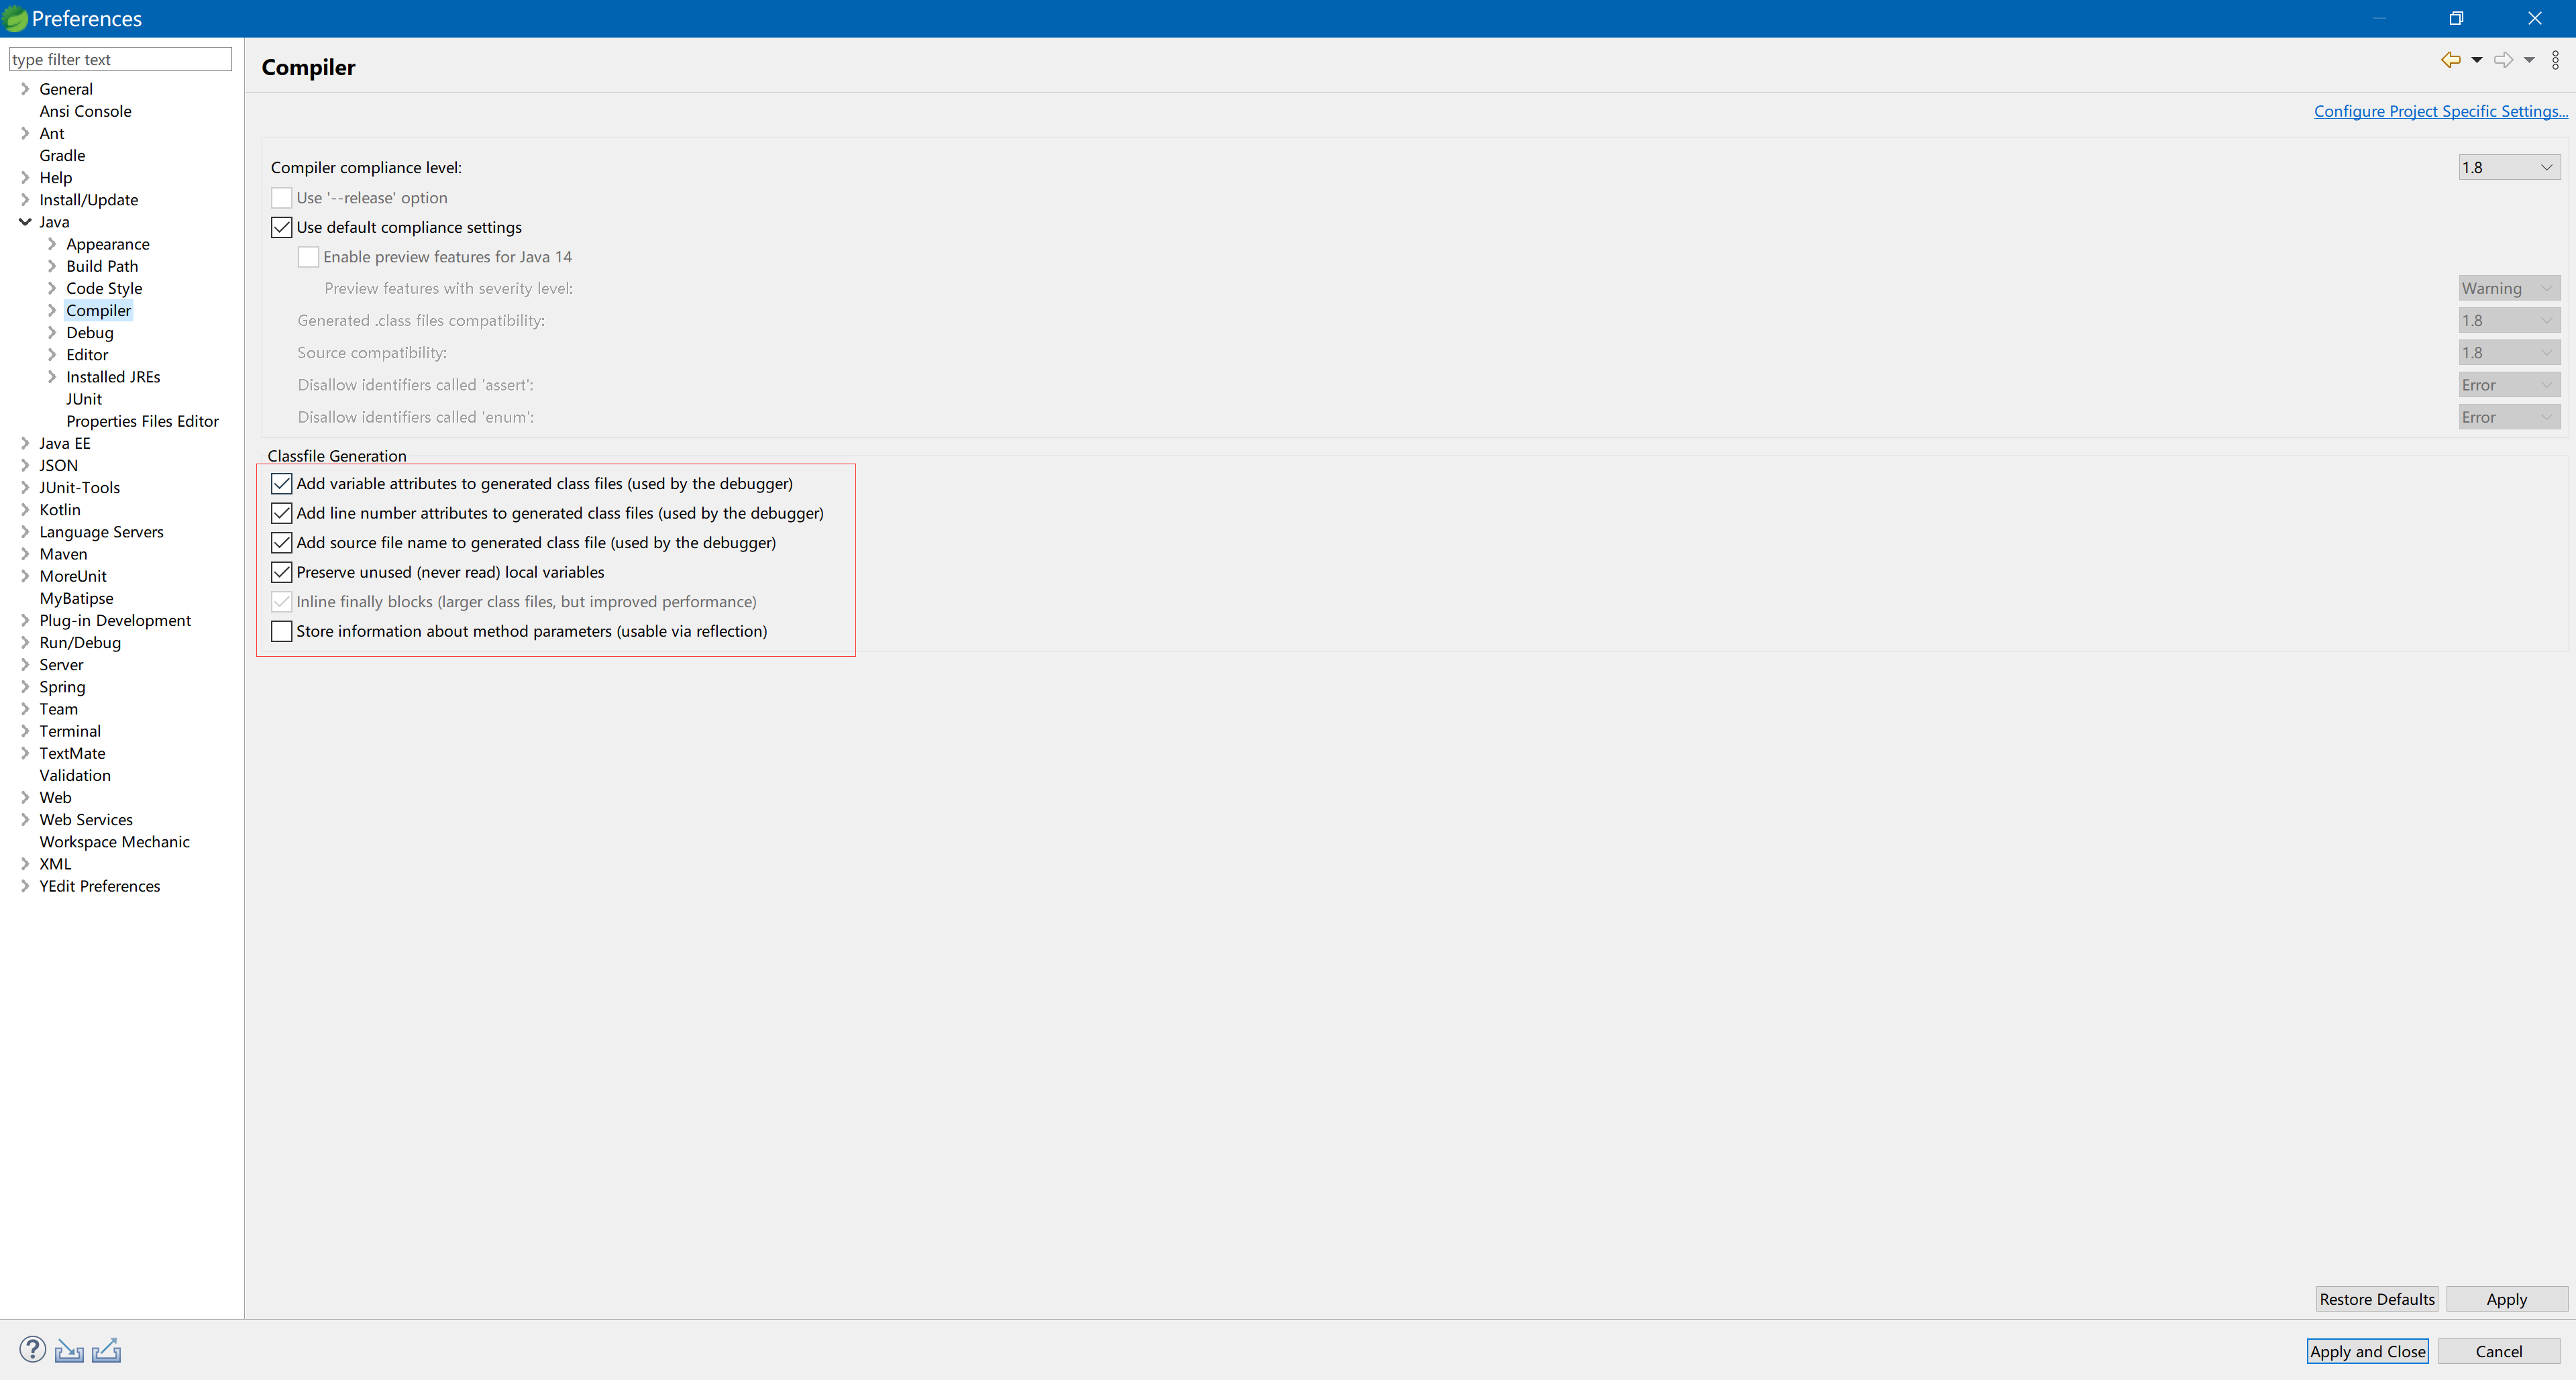 Preferences
type filter text
General
Ansi Console
Ant
Gradle
Help
Install/Update
Java
Appearance
Build Path
Code Style
Compiler
Debug
Editor
Installed JREs
JUnit
Properties Files Editor
Java EE
JSON
JUnit-Tools
Kotlin
Language Servers
Maven
MoreUnit
MyBatipse
Plug-in Development
Run/Debug
Server
Spring
Team
Terminal
TextMate
Validation
Web
Web Services
Workspace Mechanic
XML
YEdit Preferences
Compiler
Configure Project Specific Settings...
Compiler compliance level: 1.8
Use '--release' option
Use default compliance settings
Enable preview features for Java 14
Preview features with severity level: Warning
Generated .class files compatibility: 1.8
Source compatibility: 1.8
Disallow identifiers called 'assert': Error
Disallow identifiers called 'enum': Error
Classfile Generation
Add variable attributes to generated class files (used by the debugger)
Add line number attributes to generated class files (used by the debugger)
Add source file name to generated class file (used by the debugger)
Preserve unused (never read) local variables
Inline finally blocks (larger class files, but improved performance)
Store information about method parameters (usable via reflection)
Restore Defaults Apply
? Apply and Close Cancel